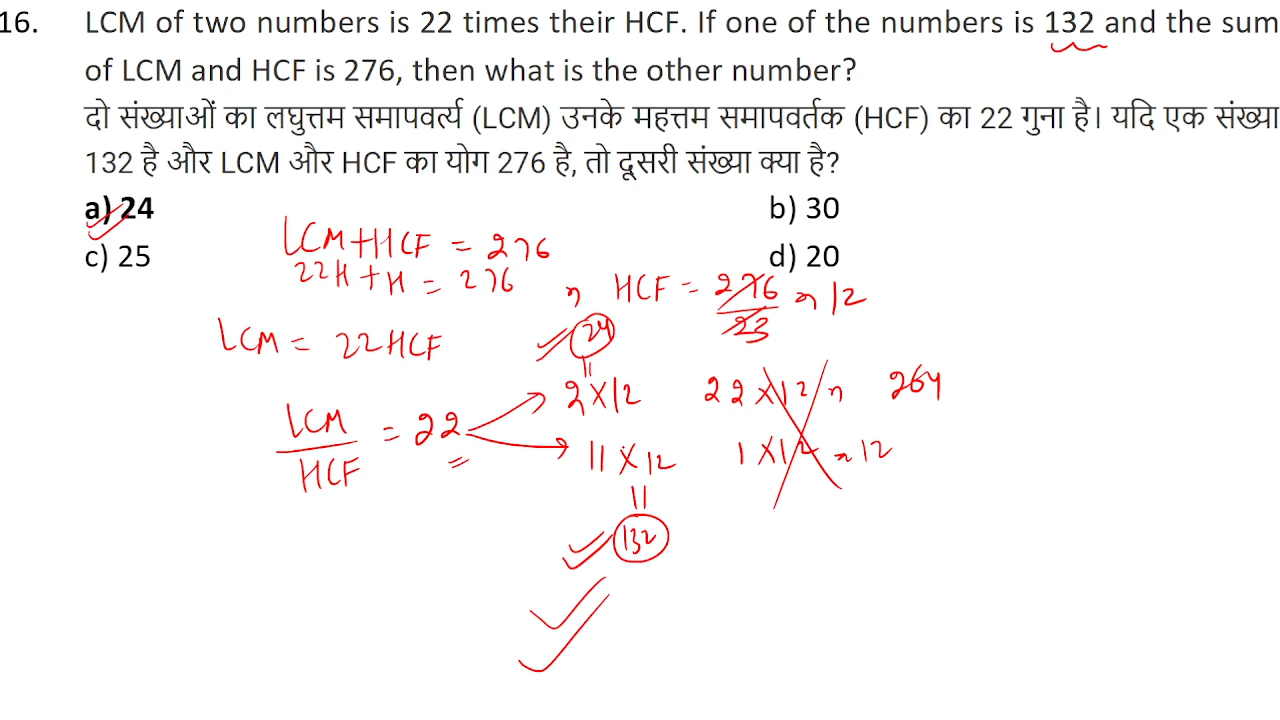 16. LCM of two numbers is 22 times their HCF. If one of the numbers is 132 and the sum
of LCM and HCF is 276, then what is the other number?
दो संख्याओं का लघुत्तम समापवर्त्य (LCM) उनके महत्तम समापवर्तक (HCF) का 22 गुना है। यदि एक संख्या
132 है और LCM और HCF का योग 276 है, तो दूसरी संख्या क्या है?
a) 24 b) 30
c) 25 d) 20
LCM+HCF = 276
22H + H = 276
HCF = 276/23 = 12
LCM = 22HCF
24
=
LCM/HCF = 22
2 X 12
11 X 12
=
132
22 X 12 = 264
1 X 12 = 12